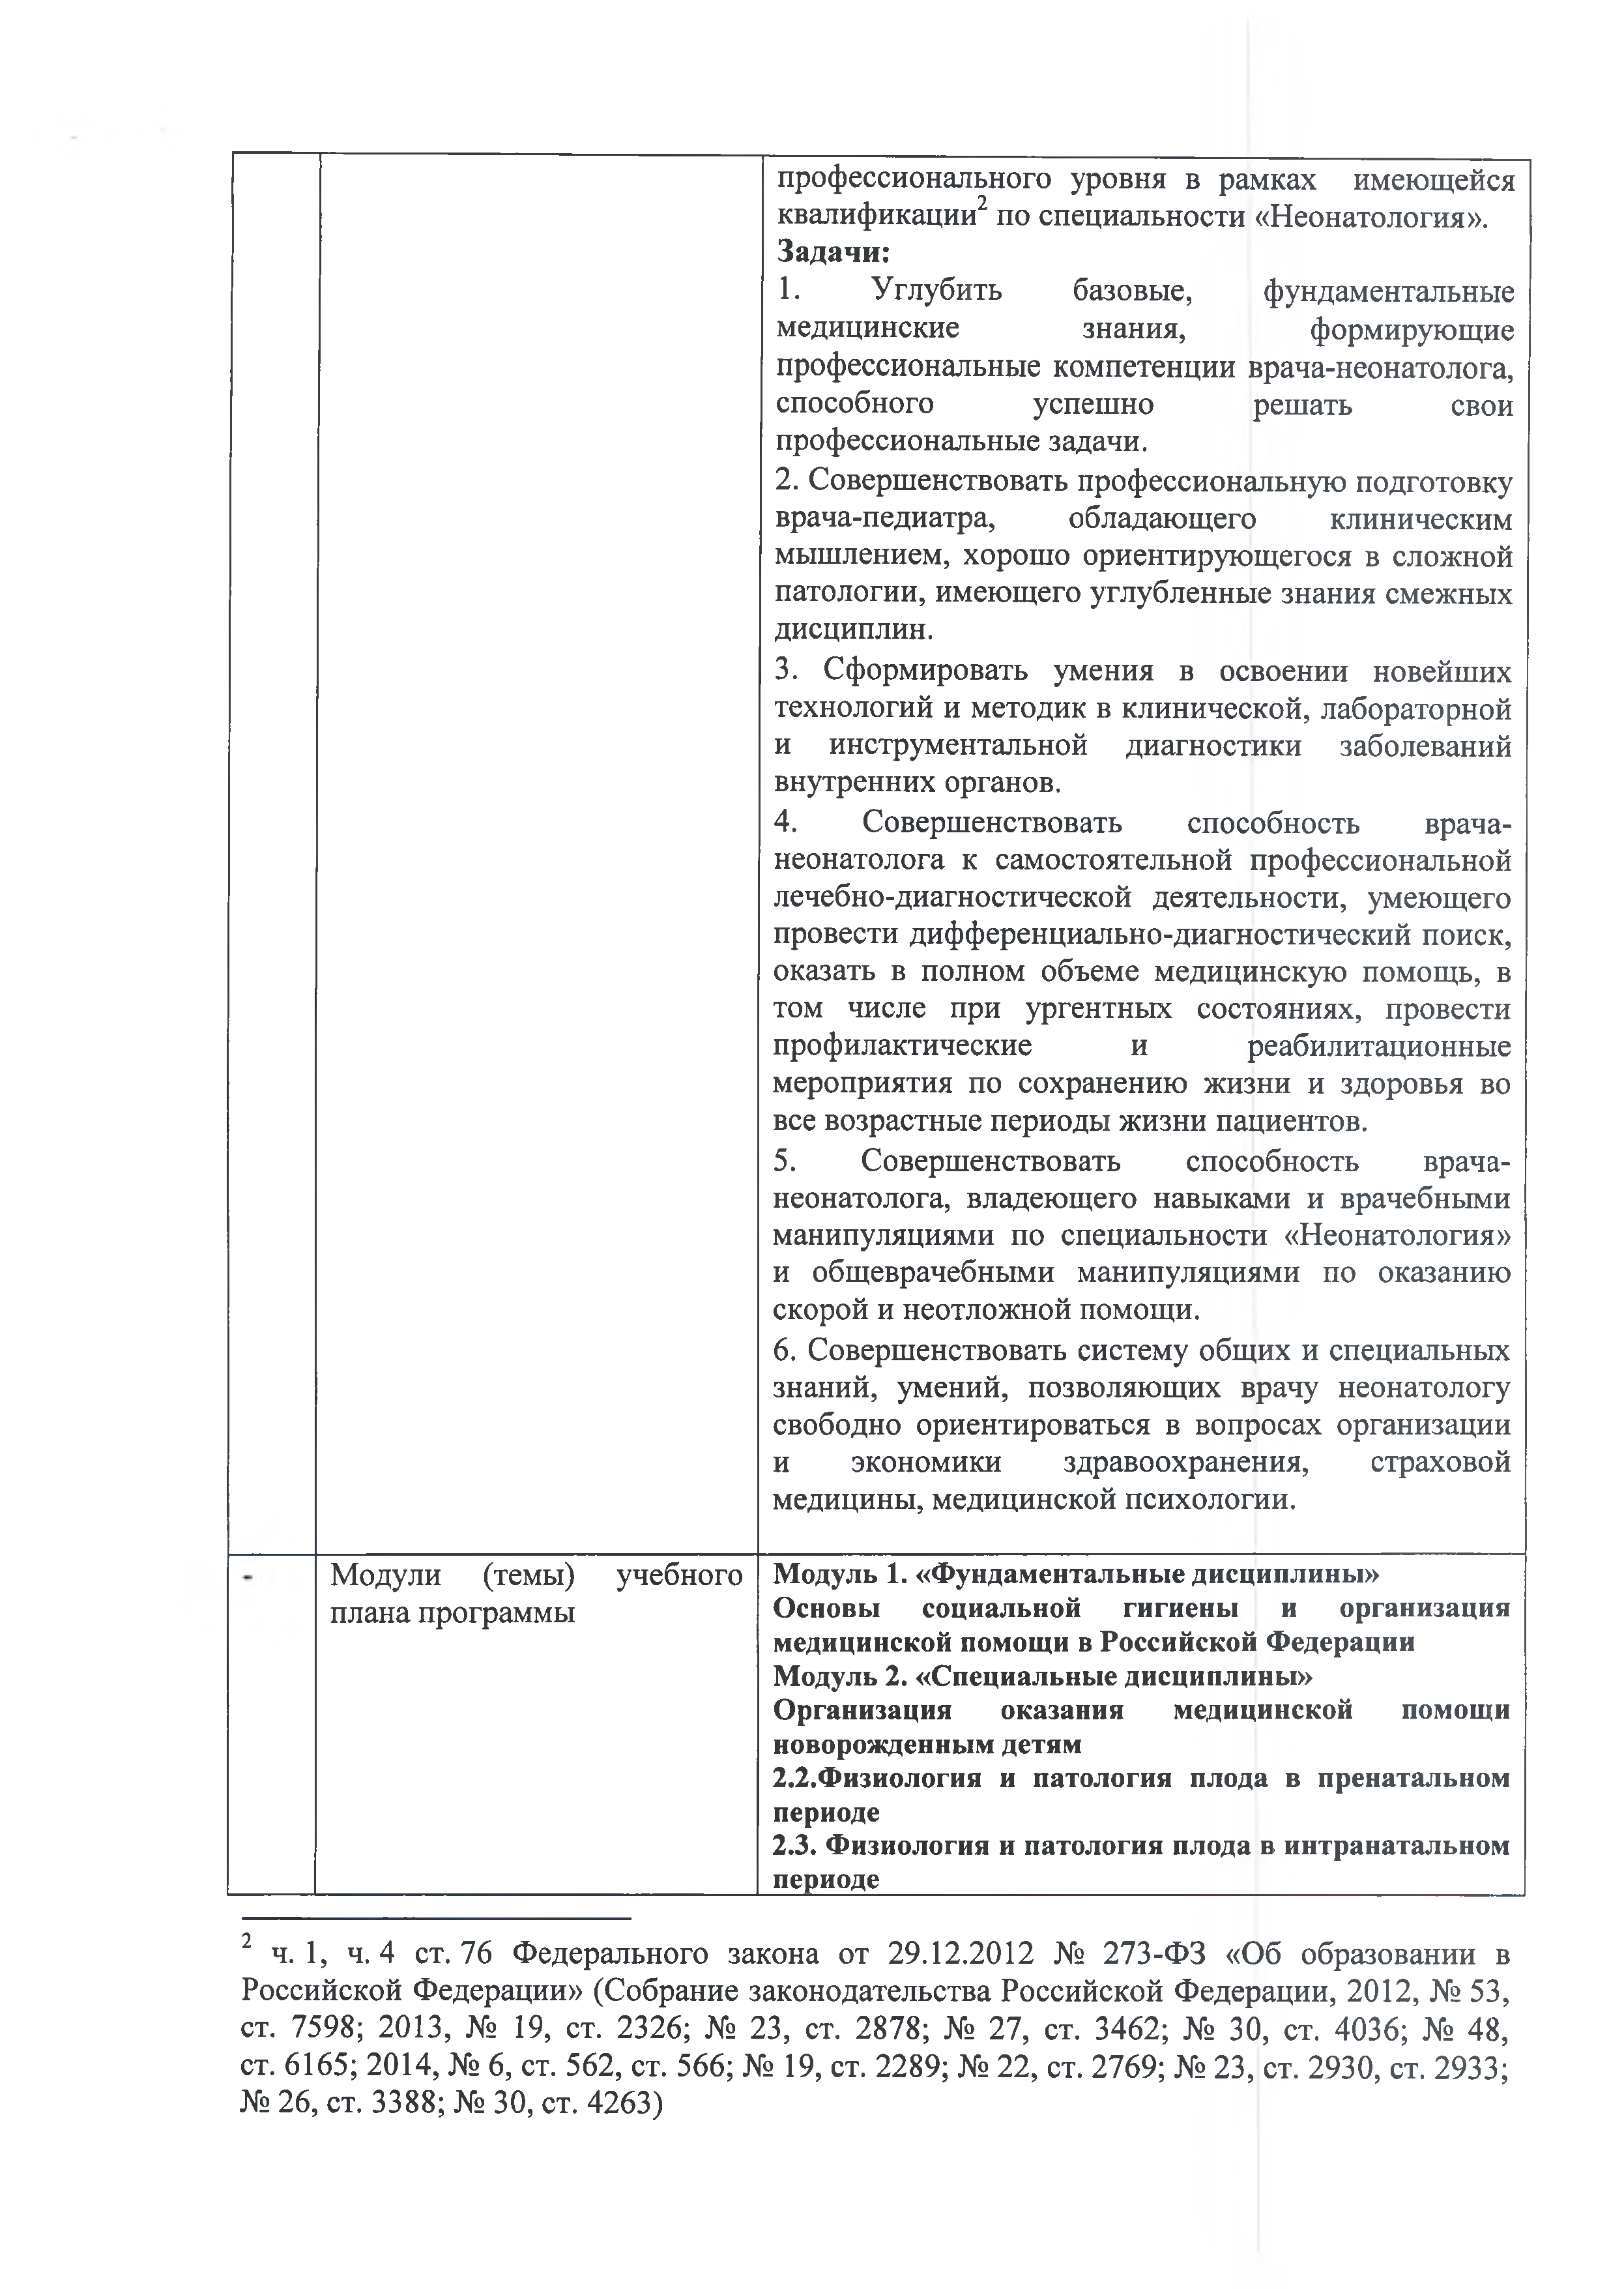 профессионального уровня в рамках имеющейся
квалификации² по специальности «Неонатология».
Задачи:
1. Углубить базовые, фундаментальные
медицинские знания, формирующие
профессиональные компетенции врача-неонатолога,
способного успешно решать свои
профессиональные задачи.
2. Совершенствовать профессиональную подготовку
врача-педиатра, обладающего клиническим
мышлением, хорошо ориентирующегося в сложной
патологии, имеющего углубленные знания смежных
дисциплин.
3. Сформировать умения в освоении новейших
технологий и методик в клинической, лабораторной
и инструментальной диагностики заболеваний
внутренних органов.
4. Совершенствовать способность врача-
неонатолога к самостоятельной профессиональной
лечебно-диагностической деятельности, умеющего
провести дифференциально-диагностический поиск,
оказать в полном объеме медицинскую помощь, в
том числе при ургентных состояниях, провести
профилактические и реабилитационные
мероприятия по сохранению жизни и здоровья во
все возрастные периоды жизни пациентов.
5. Совершенствовать способность врача-
неонатолога, владеющего навыками и врачебными
манипуляциями по специальности «Неонатология»
и общеврачебными манипуляциями по оказанию
скорой и неотложной помощи.
6. Совершенствовать систему общих и специальных
знаний, умений, позволяющих врачу неонатологу
свободно ориентироваться в вопросах организации
и экономики здравоохранения, страховой
медицины, медицинской психологии.
-
Модули (темы) учебного
плана программы
Модуль 1. «Фундаментальные дисциплины»
Основы социальной гигиены и организация
медицинской помощи в Российской Федерации
Модуль 2. «Специальные дисциплины»
Организация оказания медицинской помощи
новорожденным детям
2.2.Физиология и патология плода в пренатальном
периоде
2.3. Физиология и патология плода в интранатальном
периоде
² ч. 1, ч. 4 ст. 76 Федерального закона от 29.12.2012 № 273-ФЗ «Об образовании в
Российской Федерации» (Собрание законодательства Российской Федерации, 2012, № 53,
ст. 7598; 2013, № 19, ст. 2326; № 23, ст. 2878; № 27, ст. 3462; № 30, ст. 4036; № 48,
ст. 6165; 2014, № 6, ст. 562, ст. 566; № 19, ст. 2289; № 22, ст. 2769; № 23, ст. 2930, ст. 2933;
№ 26, ст. 3388; № 30, ст. 4263)